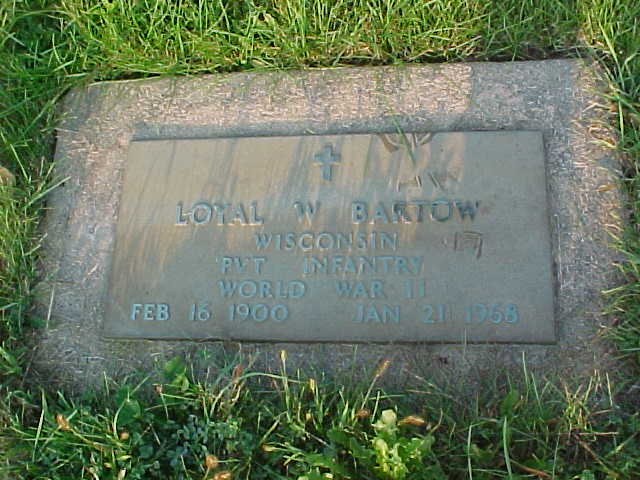 LOYAL W BARTOW
WISCONSIN
PVT INFANTRY
WORLD WAR II
FEB 16 1900 JAN 21 1968